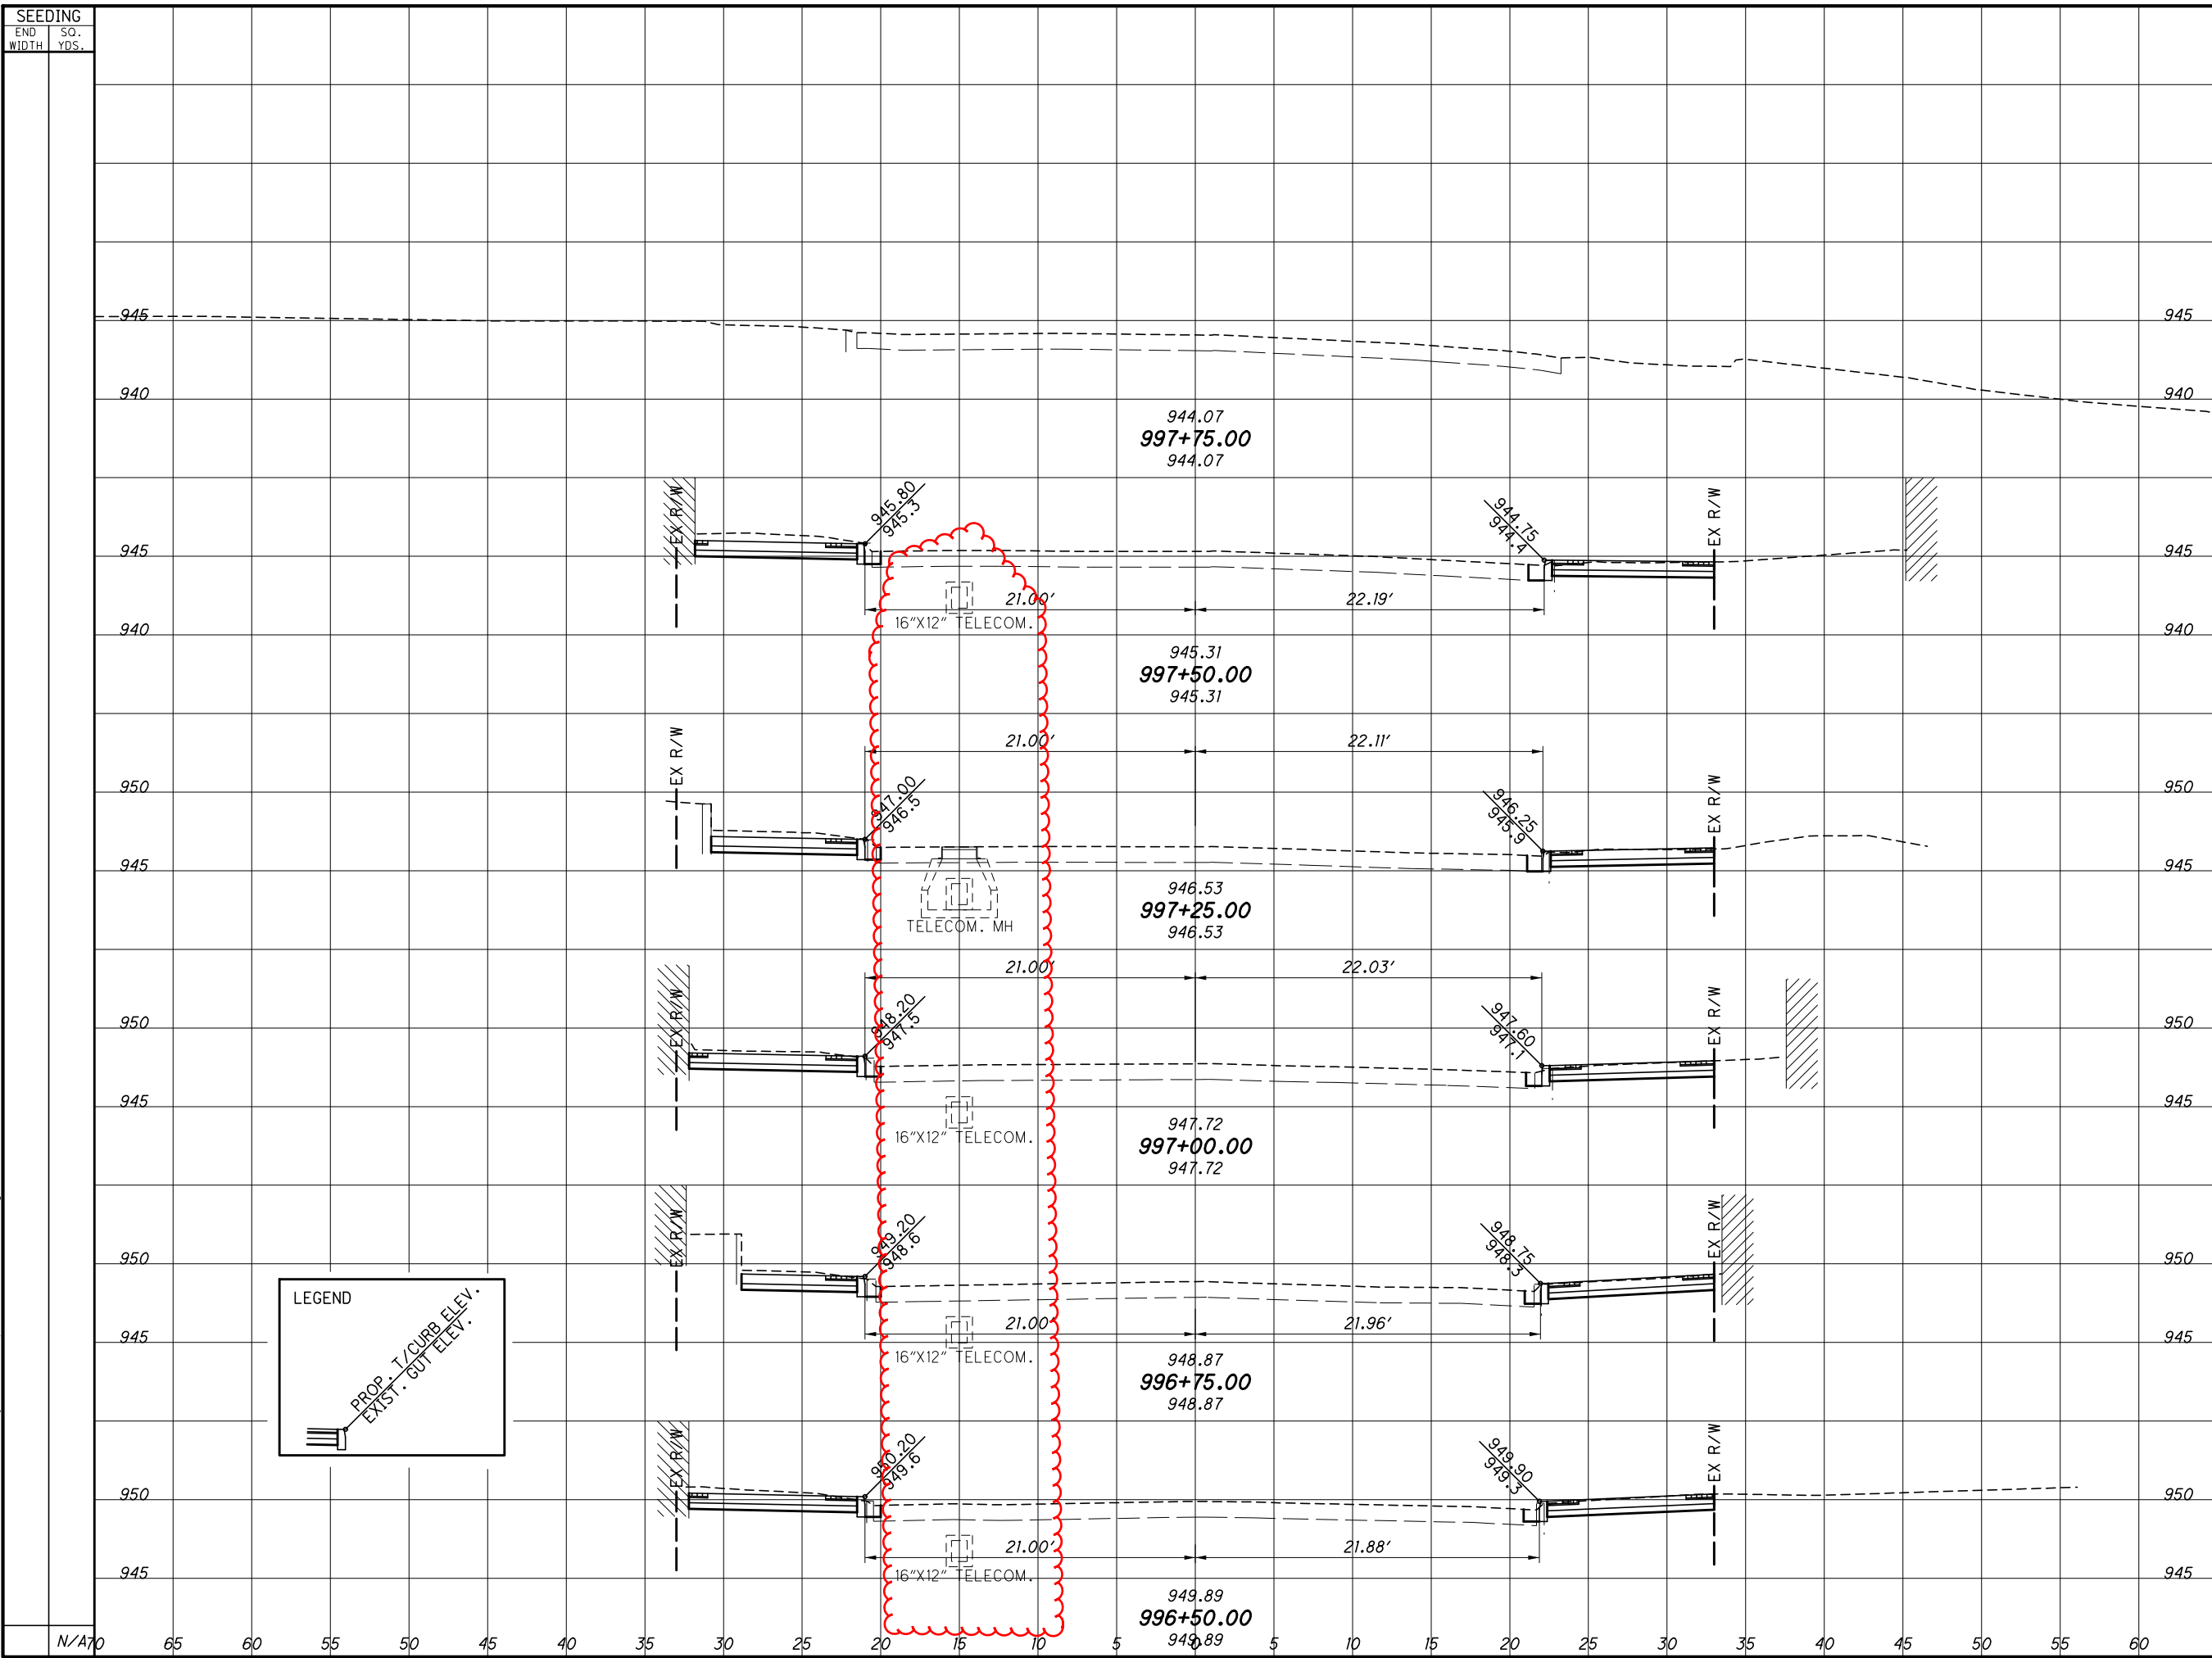 SEEDING
END WIDTH
SQ. YDS.
945 945
940 940
944.07
997+75.00
944.07
EX R/W 945.80 944.75 EX R/W
945.3 944.4
945 945
21.00' 22.19'
16"X12" TELECOM.
940 940
945.31
997+50.00
945.31
EX R/W 21.00' 22.11' EX R/W
950 950
947.00 946.25
946.5 945.9
945 945
946.53
997+25.00
TELECOM. MH
946.53
21.00' 22.03'
EX R/W 948.20 947.60 EX R/W
947.5 947.1
950 950
945 945
947.72
16"X12" TELECOM.
997+00.00
947.72
EX R/W 949.20 948.75 EX R/W
948.6 948.3
950 950
LEGEND
PROP. T/CURB ELEV.
EXIST. GUT ELEV.
945 21.00' 21.96' 945
16"X12" TELECOM.
948.87
996+75.00
948.87
EX R/W 950.20 949.90 EX R/W
949.6 949.3
950 950
21.00' 21.88'
945 16"X12" TELECOM. 945
949.89
996+50.00
949.89
N/A 70 65 60 55 50 45 40 35 30 25 20 15 10 5 0 5 10 15 20 25 30 35 40 45 50 55 60